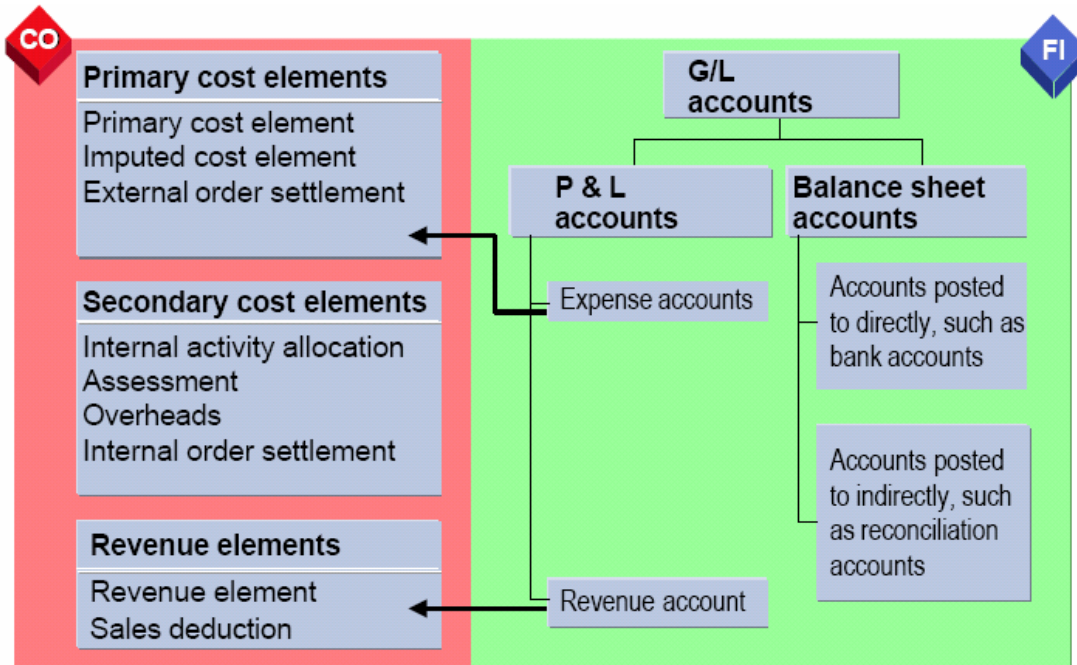 CO
Primary cost elements
Primary cost element
Imputed cost element
External order settlement
Secondary cost elements
Internal activity allocation
Assessment
Overheads
Internal order settlement
Revenue elements
Revenue element
Sales deduction
FI
G/L
accounts
P & L
accounts
Expense accounts
Revenue account
Balance sheet
accounts
Accounts posted
to directly, such as
bank accounts
Accounts posted
to indirectly, such
as reconciliation
accounts